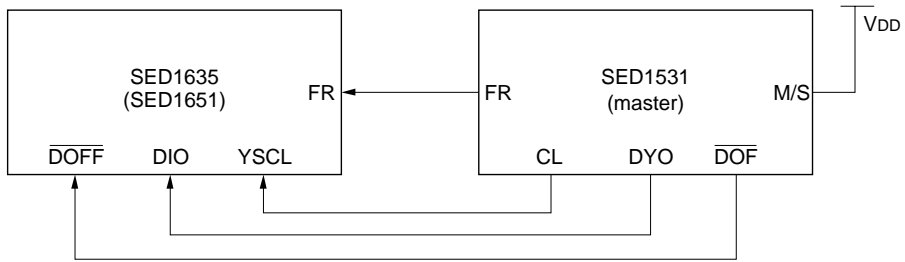 VDD
SED1635
(SED1651)
FR
DOFF
DIO
YSCL
SED1531
(master)
FR
M/S
CL
DYO
DOF